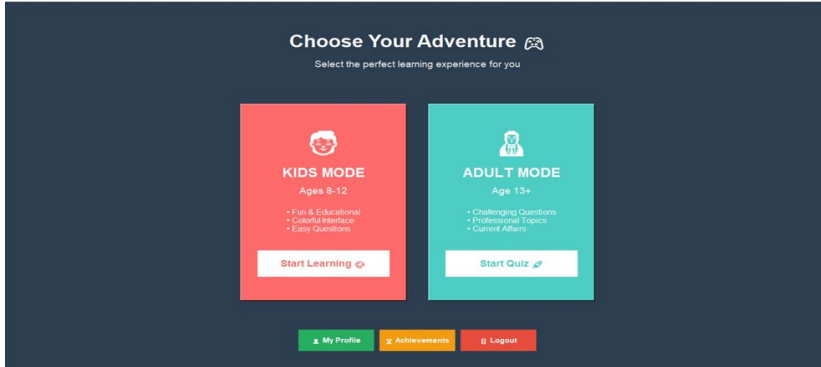 Choose Your Adventure
Select the perfect learning experience for you
KIDS MODE
Ages 8-12
• Fun & Educational
• Colorful Interface
• Easy Questions
Start Learning
ADULT MODE
Age 13+
• Challenging Questions
• Professional Topics
• Current Affairs
Start Quiz
My Profile
Achievements
Logout